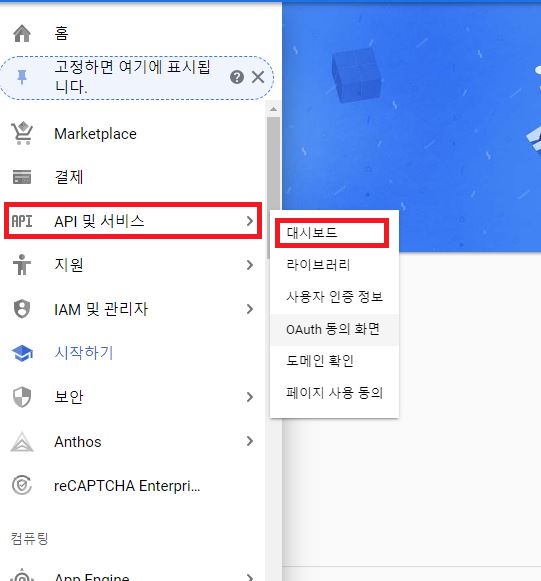 홈
고정하면 여기에 표시됩
니다.
Marketplace
결제
API API 및 서비스
대시보드
라이브러리
지원
사용자 인증 정보
IAM 및 관리자
OAuth 동의 화면
시작하기
도메인 확인
보안
페이지 사용 동의
Anthos
reCAPTCHA Enterpri...
컴퓨팅
App Engine